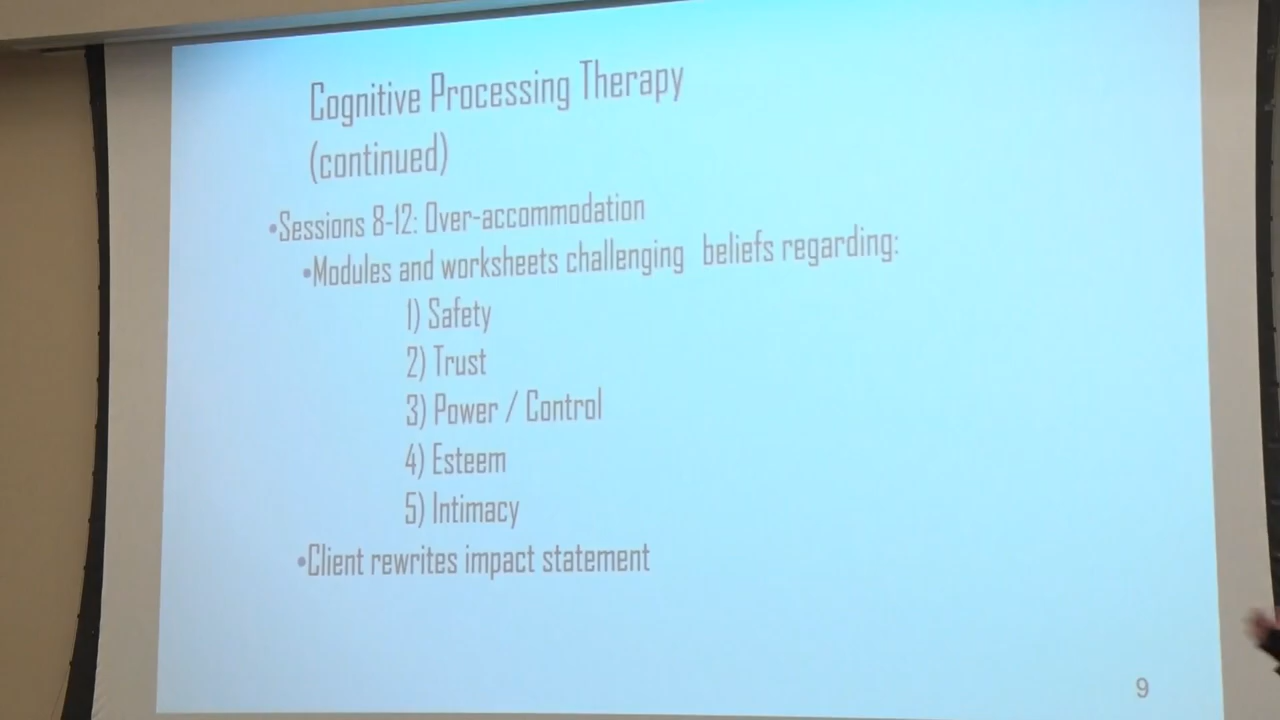 Cognitive Processing Therapy
(continued)
•Sessions 8-12: Over-accommodation
•Modules and worksheets challenging beliefs regarding:
1) Safety
2) Trust
3) Power / Control
4) Esteem
5) Intimacy
•Client rewrites impact statement
9